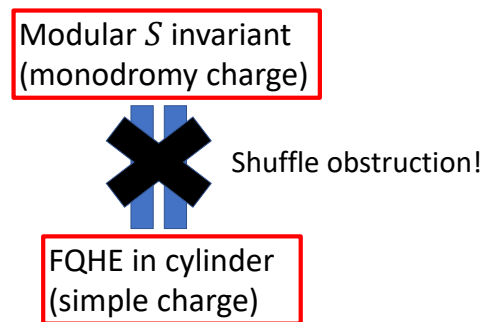 Modular S invariant
(monodromy charge)
Shuffle obstruction!
FQHE in cylinder
(simple charge)